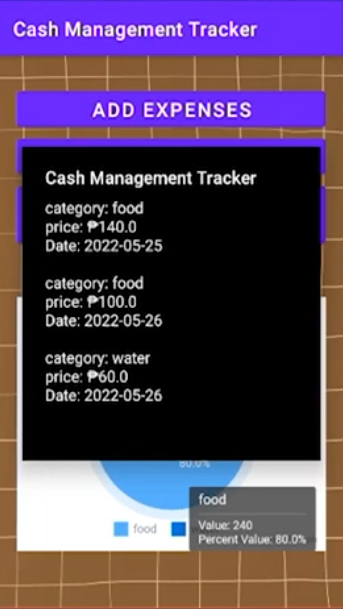 Cash Management Tracker
ADD EXPENSES
Cash Management Tracker
category: food
price: ₱140.0
Date: 2022-05-25
category: food
price: ₱100.0
Date: 2022-05-26
category: water
price: ₱60.0
Date: 2022-05-26
80.0%
food
Value: 240
Percent Value: 80.0%
food